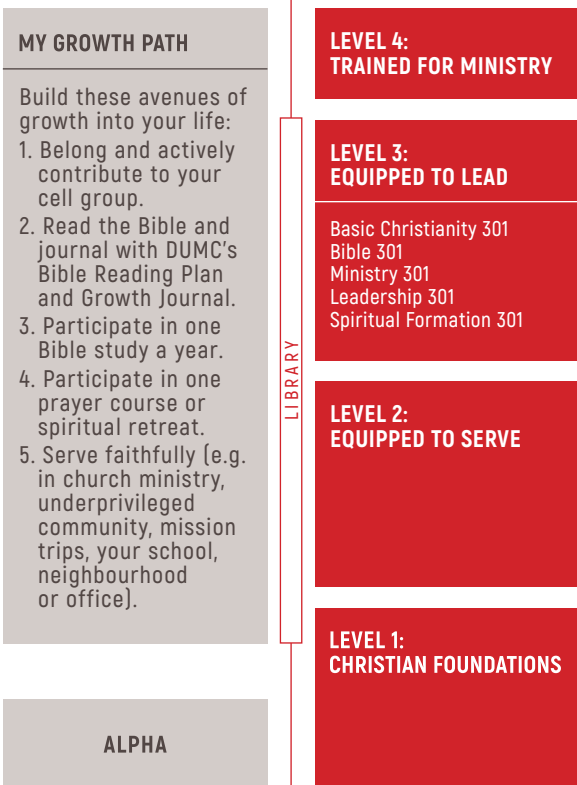 MY GROWTH PATH
Build these avenues of
growth into your life:
1. Belong and actively
contribute to your
cell group.
2. Read the Bible and
journal with DUMC's
Bible Reading Plan
and Growth Journal.
3. Participate in one
Bible study a year.
4. Participate in one
prayer course or
spiritual retreat.
5. Serve faithfully (e.g.
in church ministry,
underprivileged
community, mission
trips, your school,
neighbourhood
or office).
ALPHA
LIBRARY
LEVEL 4:
TRAINED FOR MINISTRY
LEVEL 3:
EQUIPPED TO LEAD
Basic Christianity 301
Bible 301
Ministry 301
Leadership 301
Spiritual Formation 301
LEVEL 2:
EQUIPPED TO SERVE
LEVEL 1:
CHRISTIAN FOUNDATIONS